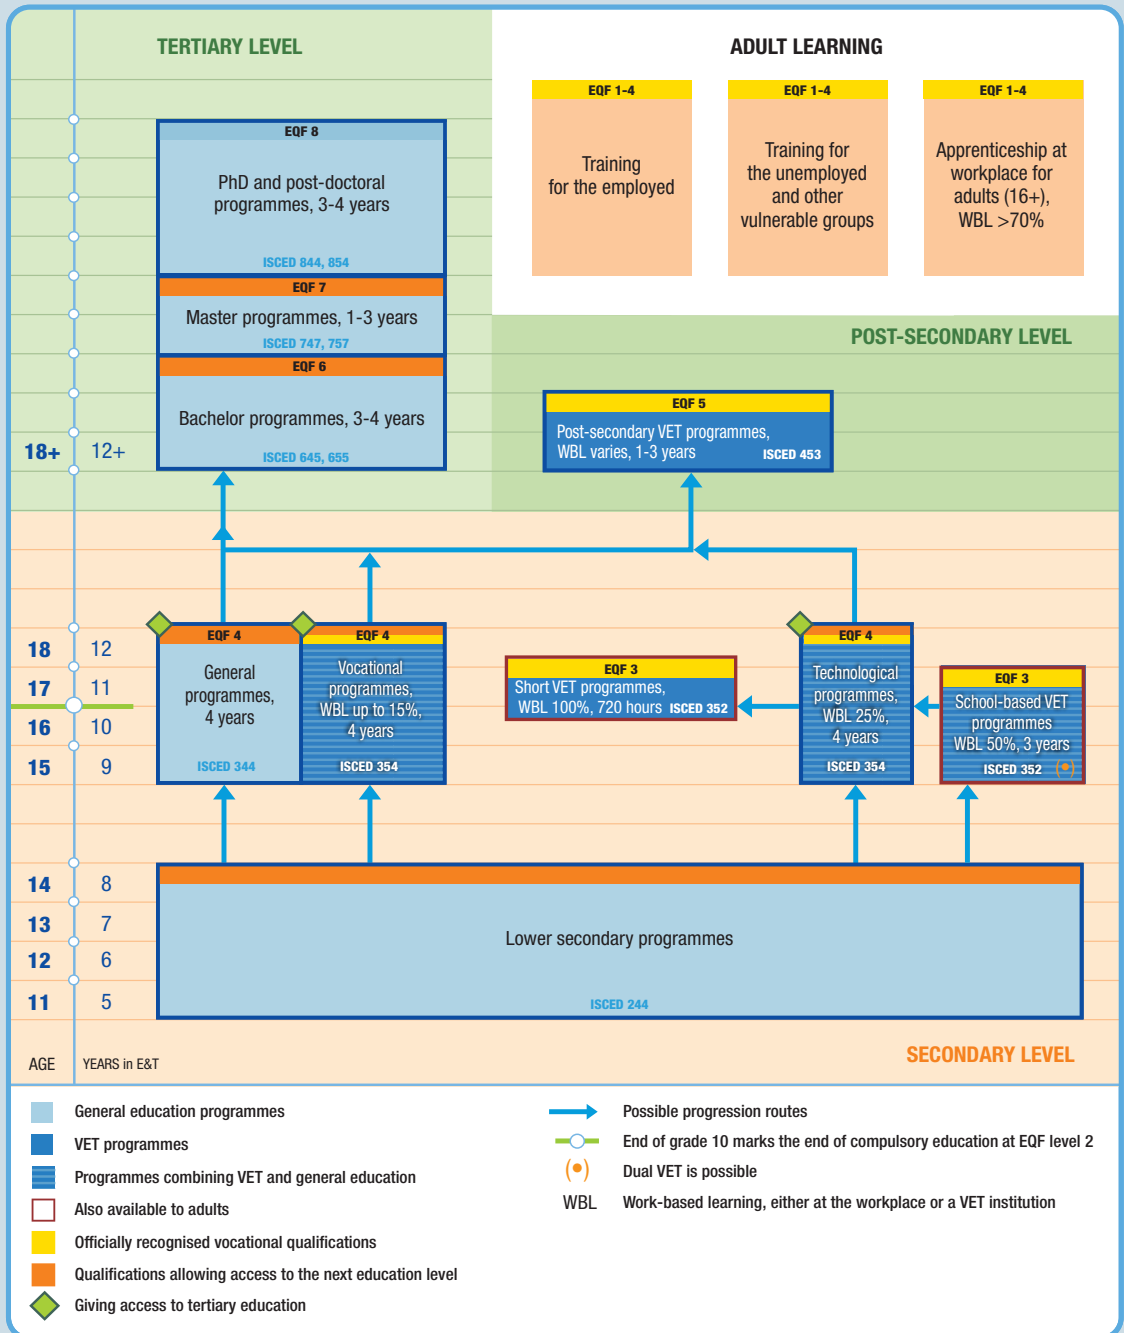 TERTIARY LEVEL
ADULT LEARNING
EQF 1-4
Training
for the employed
EQF 1-4
Training for
the unemployed
and other
vulnerable groups
EQF 1-4
Apprenticeship at
workplace for
adults (16+),
WBL >70%
EQF 8
PhD and post-doctoral
programmes, 3-4 years
ISCED 844, 854
EQF 7
Master programmes, 1-3 years
ISCED 747, 757
EQF 6
Bachelor programmes, 3-4 years
ISCED 645, 655
POST-SECONDARY LEVEL
EQF 5
Post-secondary VET programmes,
WBL varies, 1-3 years ISCED 453
18+ 12+
18 12
17 11
16 10
15 9
EQF 4
General
programmes,
4 years
ISCED 344
EQF 4
Vocational
programmes,
WBL up to 15%,
4 years
ISCED 354
EQF 3
Short VET programmes,
WBL 100%, 720 hours ISCED 352
EQF 4
Technological
programmes,
WBL 25%,
4 years
ISCED 354
EQF 3
School-based VET
programmes
WBL 50%, 3 years
ISCED 352
14 8
13 7
12 6
11 5
Lower secondary programmes
ISCED 244
AGE YEARS in E&T
SECONDARY LEVEL
General education programmes
VET programmes
Programmes combining VET and general education
Also available to adults
Officially recognised vocational qualifications
Qualifications allowing access to the next education level
Giving access to tertiary education
Possible progression routes
End of grade 10 marks the end of compulsory education at EQF level 2
Dual VET is possible
WBL Work-based learning, either at the workplace or a VET institution